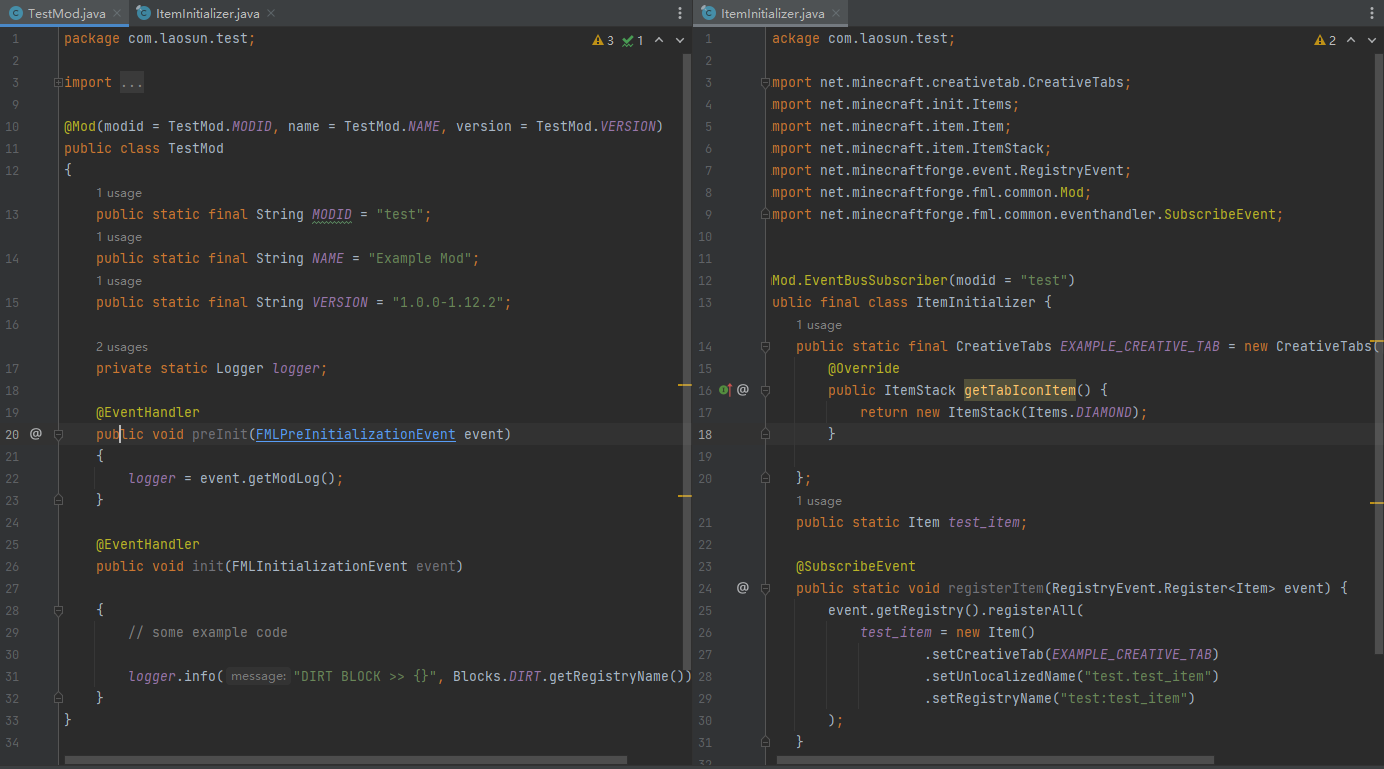 TestMod.java
ItemInitializer.java
3 1
1 package com.laosun.test;
2
3 import ...
9
10 @Mod(modid = TestMod.MODID, name = TestMod.NAME, version = TestMod.VERSION)
11 public class TestMod
12 {
1 usage
13 public static final String MODID = "test";
1 usage
14 public static final String NAME = "Example Mod";
1 usage
15 public static final String VERSION = "1.0.0-1.12.2";
16
2 usages
17 private static Logger logger;
18
19 @EventHandler
20 @ public void preInit(FMLPreInitializationEvent event)
21 {
22 logger = event.getModLog();
23 }
24
25 @EventHandler
26 public void init(FMLInitializationEvent event)
27
28 {
29 // some example code
30
31 logger.info( message: "DIRT BLOCK >> {}", Blocks.DIRT.getRegistryName())
32 }
33 }
34
ItemInitializer.java
2
1 ackage com.laosun.test;
2
3 mport net.minecraft.creativetab.CreativeTabs;
4 mport net.minecraft.init.Items;
5 mport net.minecraft.item.Item;
6 mport net.minecraft.item.ItemStack;
7 mport net.minecraftforge.event.RegistryEvent;
8 mport net.minecraftforge.fml.common.Mod;
9 mport net.minecraftforge.fml.common.eventhandler.SubscribeEvent;
10
11
12 Mod.EventBusSubscriber(modid = "test")
13 ublic final class ItemInitializer {
1 usage
14 public static final CreativeTabs EXAMPLE_CREATIVE_TAB = new CreativeTabs(
15 @Override
16 @ public ItemStack getTabIconItem() {
17 return new ItemStack(Items.DIAMOND);
18 }
19
20 };
1 usage
21 public static Item test_item;
22
23 @SubscribeEvent
24 @ public static void registerItem(RegistryEvent.Register<Item> event) {
25 event.getRegistry().registerAll(
26 test_item = new Item()
27 .setCreativeTab(EXAMPLE_CREATIVE_TAB)
28 .setUnlocalizedName("test.test_item")
29 .setRegistryName("test:test_item")
30 );
31 }
32